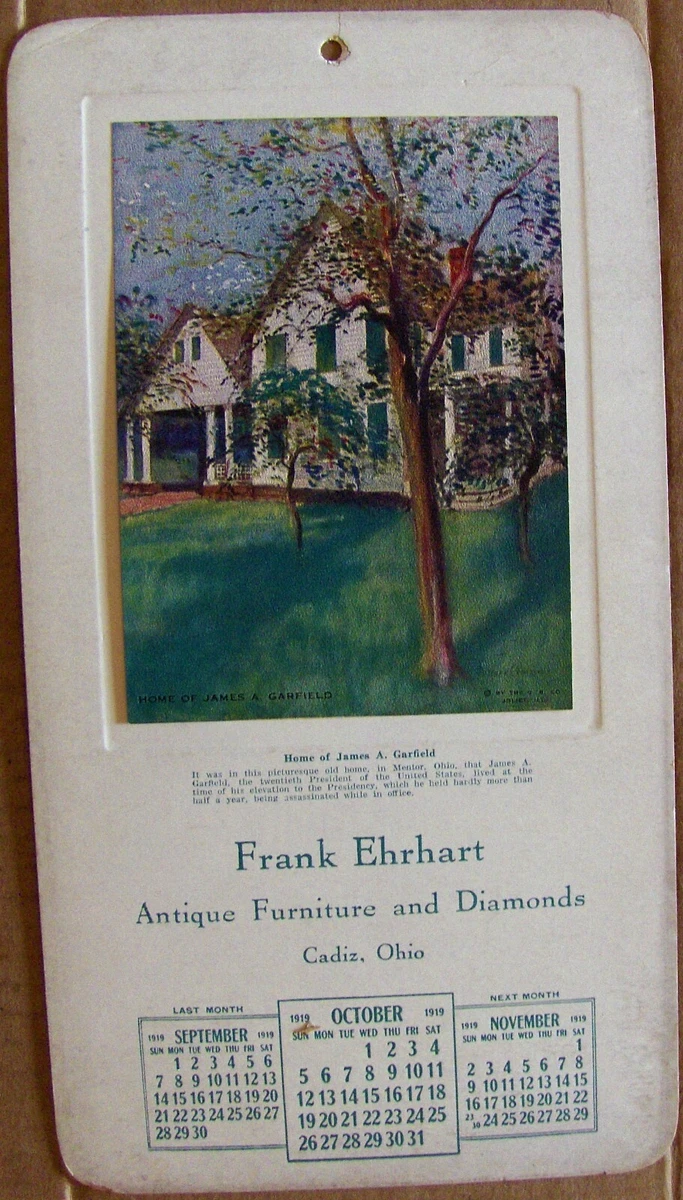 HOME OF JAMES A. GARFIELD
Home of James A. Garfield
It was in this picturesque old home, in Mentor, Ohio, that James A.
Garfield, the twentieth President of the United States, lived at the
time of his elevation to the Presidency, which he held hardly more than
half a year, being assassinated while in office.
Frank Ehrhart
Antique Furniture and Diamonds
Cadiz, Ohio
LAST MONTH
1919 SEPTEMBER 1919
SUN MON TUE WED THU FRI SAT
1 2 3 4 5 6
7 8 9 10 11 12 13
14 15 16 17 18 19 20
21 22 23 24 25 26 27
28 29 30
1919 OCTOBER 1919
SUN MON TUE WED THU FRI SAT
1 2 3 4
5 6 7 8 9 10 11
12 13 14 15 16 17 18
19 20 21 22 23 24 25
26 27 28 29 30 31
NEXT MONTH
1919 NOVEMBER 1919
SUN MON TUE WED THU FRI SAT
1
2 3 4 5 6 7 8
9 10 11 12 13 14 15
16 17 18 19 20 21 22
23/30 24 25 26 27 28 29